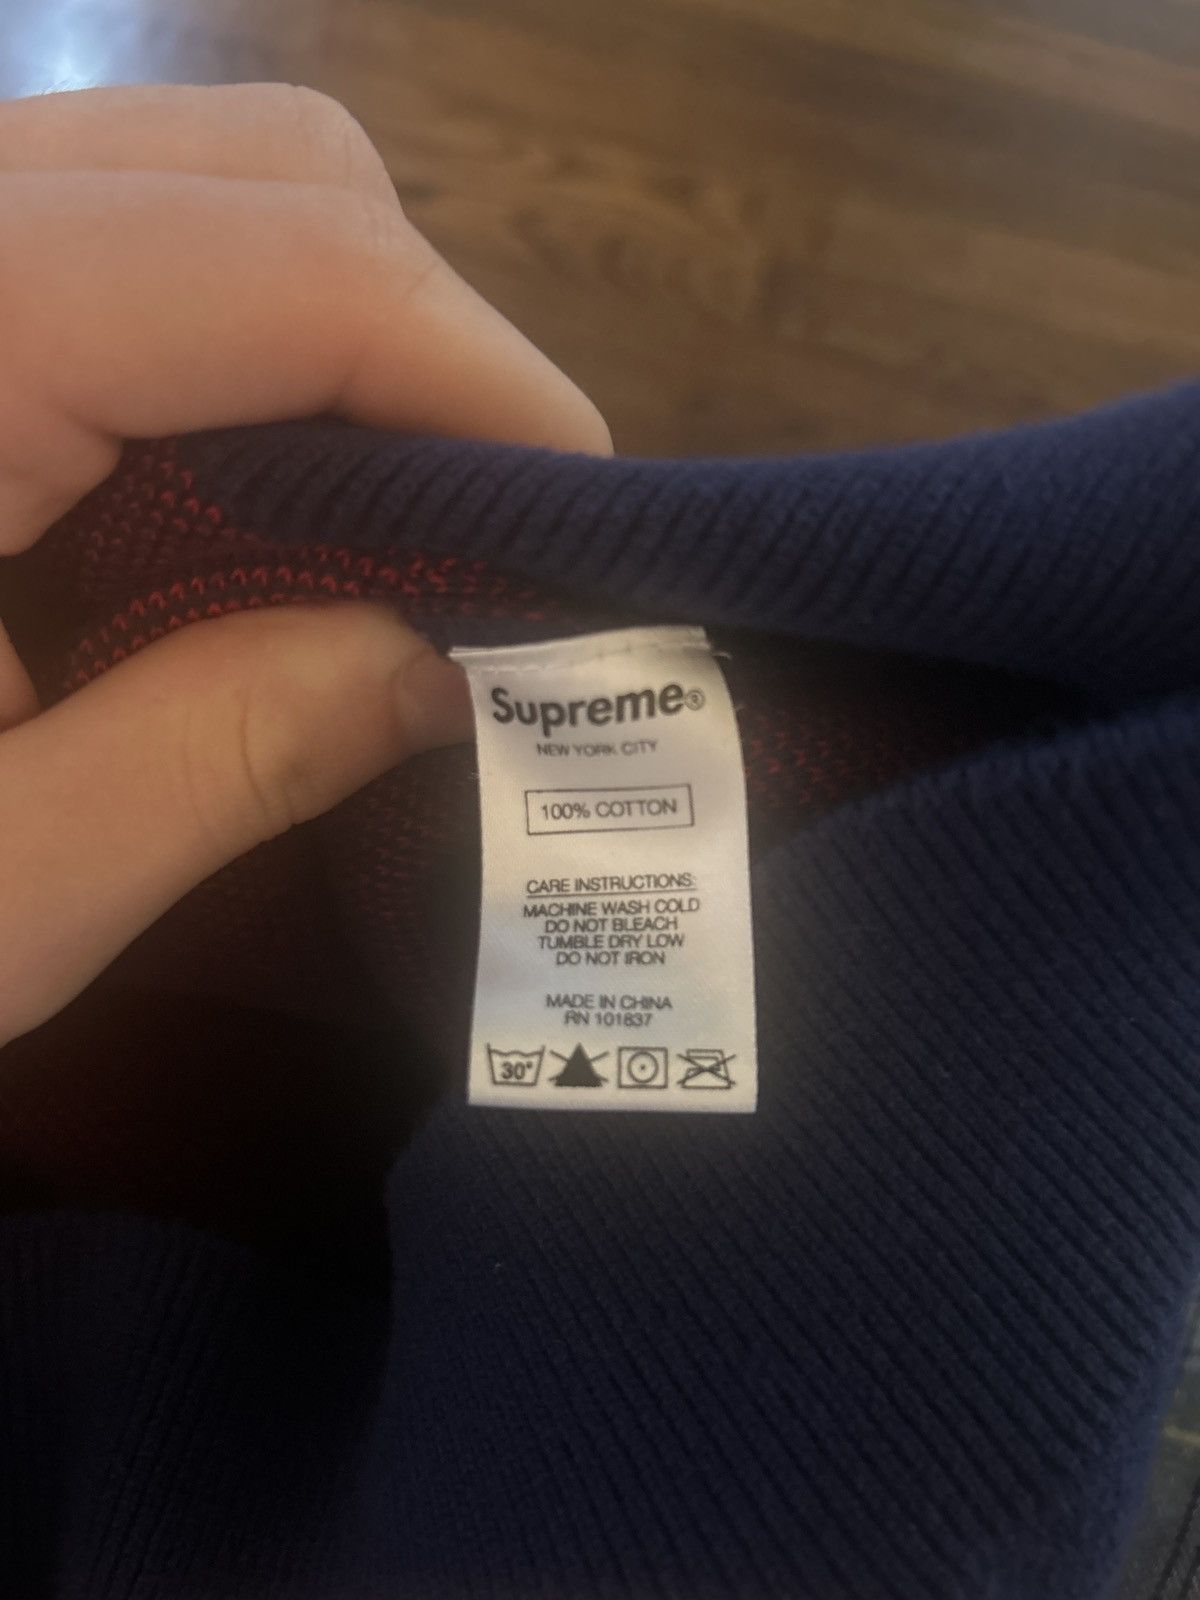 Supreme®
NEW YORK CITY
100% COTTON
CARE INSTRUCTIONS:
MACHINE WASH COLD
DO NOT BLEACH
TUMBLE DRY LOW
DO NOT IRON
MADE IN CHINA
RN 101837
30°